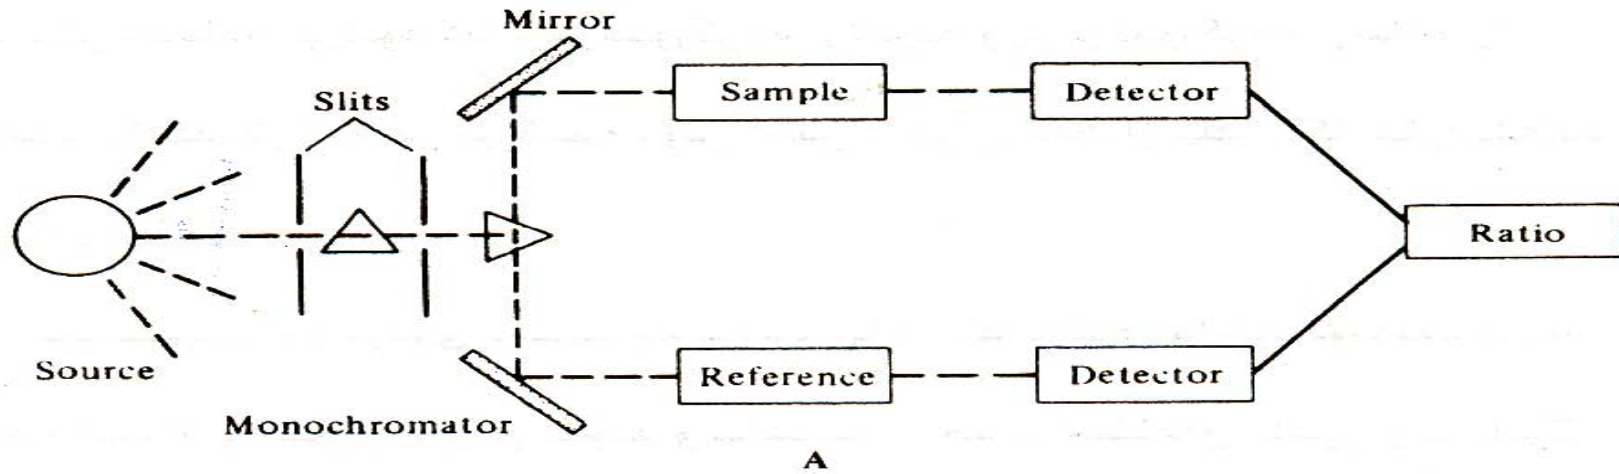 Mirror
Slits
Sample
Detector
Ratio
Source
Reference
Detector
Monochromator
A